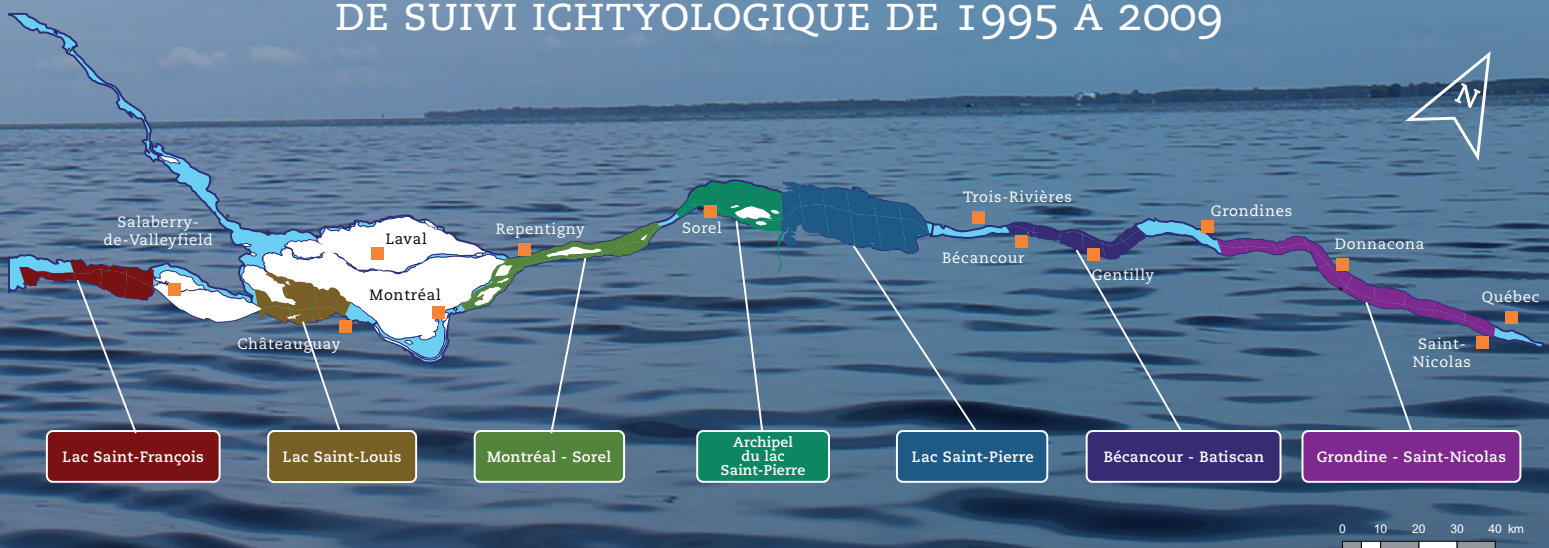 DE SUIVI ICHTYOLOGIQUE DE 1995 À 2009
N
Salaberry-
de-Valleyfield
Laval
Montréal
Châteauguay
Repentigny
Sorel
Trois-Rivières
Bécancour
Gentilly
Grondines
Donnacona
Québec
Saint-
Nicolas
Lac Saint-François
Lac Saint-Louis
Montréal - Sorel
Archipel
du lac
Saint-Pierre
Lac Saint-Pierre
Bécancour - Batiscan
Grondine - Saint-Nicolas
0 10 20 30 40 km